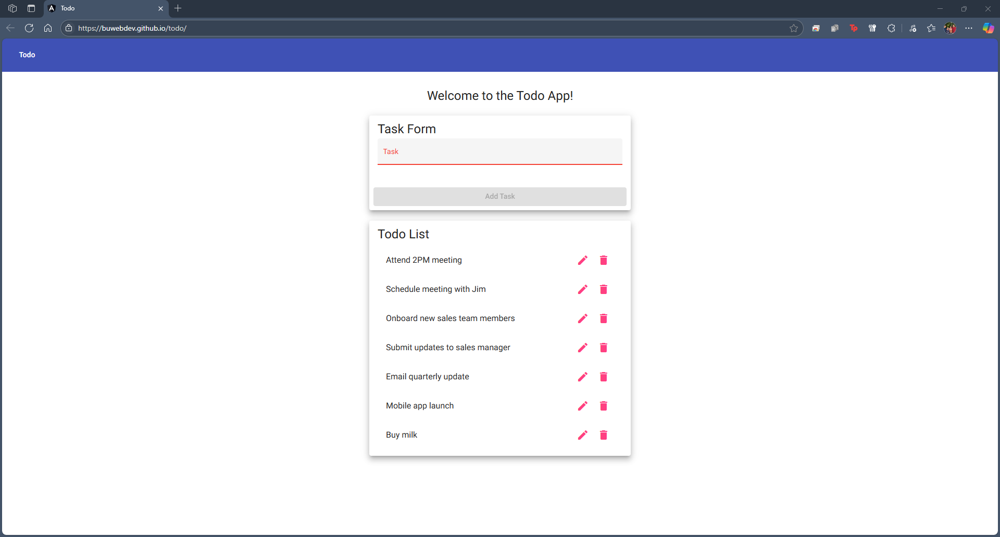 Todo
https://buwebdev.github.io/todo/
Tp
Todo
Welcome to the Todo App!
Task Form
Task
Add Task
Todo List
Attend 2PM meeting
Schedule meeting with Jim
Onboard new sales team members
Submit updates to sales manager
Email quarterly update
Mobile app launch
Buy milk